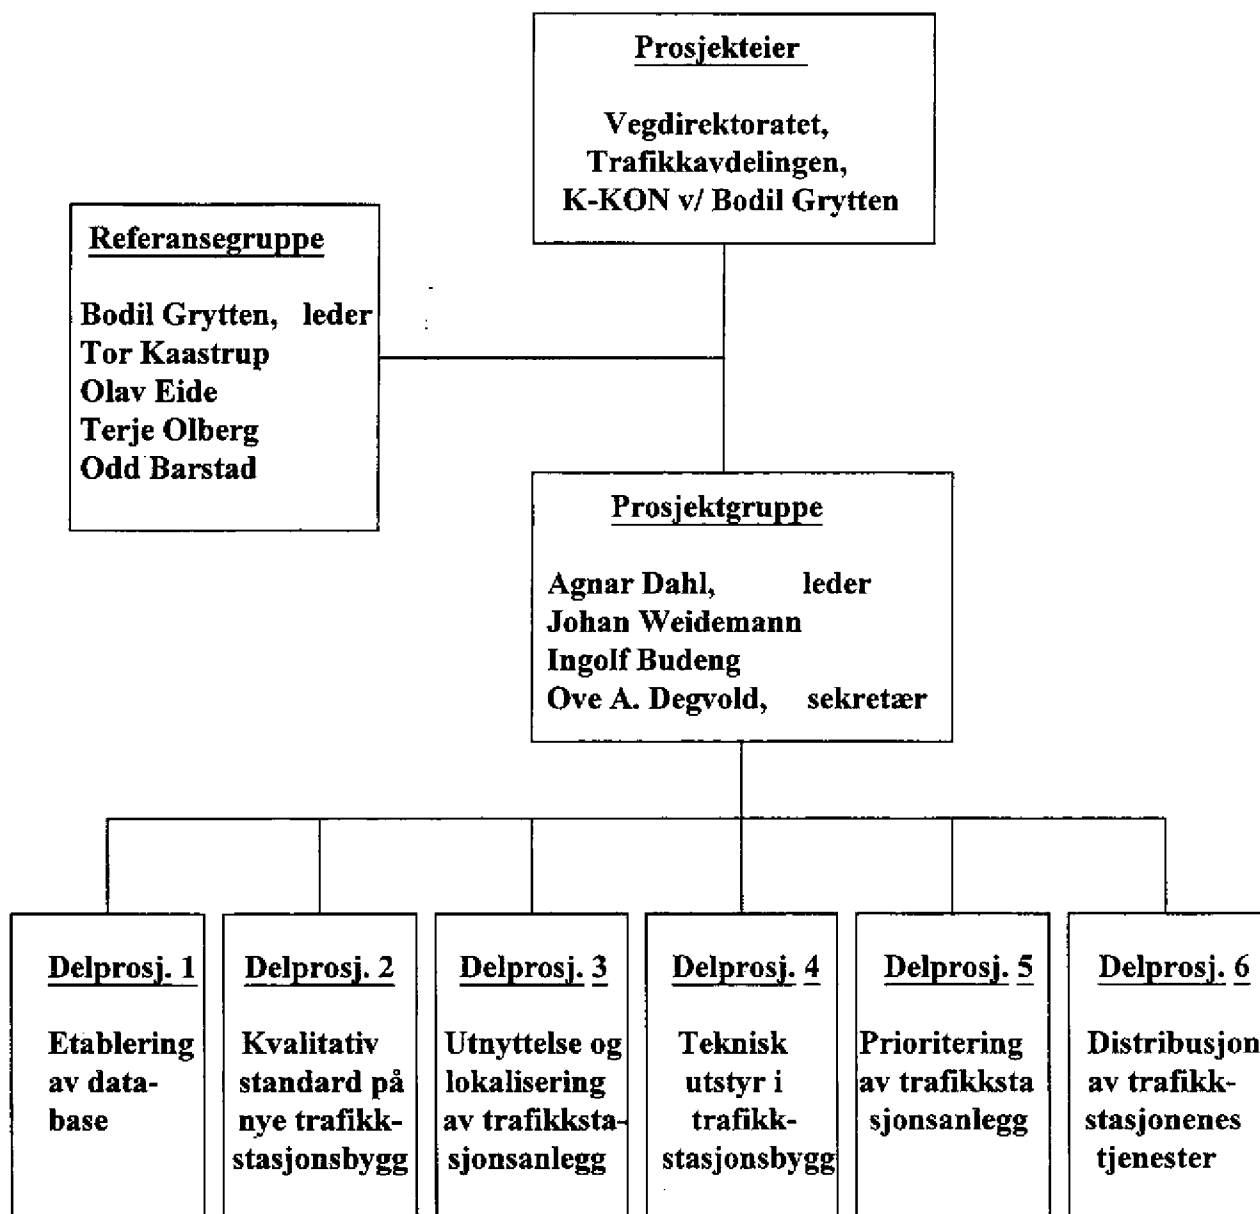 Prosjekteier
Vegdirektoratet,
Trafikkavdelingen,
K-KON v/ Bodil Grytten
Referansegruppe
Bodil Grytten, leder
Tor Kaastrup
Olav Eide
Terje Olberg
Odd Barstad
Prosjektgruppe
Agnar Dahl, leder
Johan Weidemann
Ingolf Budeng
Ove A. Degvold, sekretær
Delprosj. 1
Etablering
av data-
base
Delprosj. 2
Kvalitativ
standard på
nye trafikk-
stasjonsbygg
Delprosj. 3
Utnyttelse og
lokalisering
av trafikksta-
sjonsanlegg
Delprosj. 4
Teknisk
utstyr i
trafikk-
stasjonsbygg
Delprosj. 5
Prioritering
av trafikksta
sjonsanlegg
Delprosj. 6
Distribusjon
av trafikk-
stasjonenes
tjenester